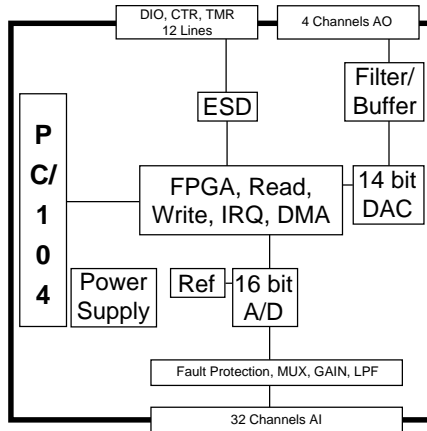 DIO, CTR, TMR
12 Lines
4 Channels AO
Filter/
Buffer
ESD
P
C/
1
0
4
FPGA, Read,
Write, IRQ, DMA
14 bit
DAC
Power
Supply
Ref
16 bit
A/D
Fault Protection, MUX, GAIN, LPF
32 Channels AI